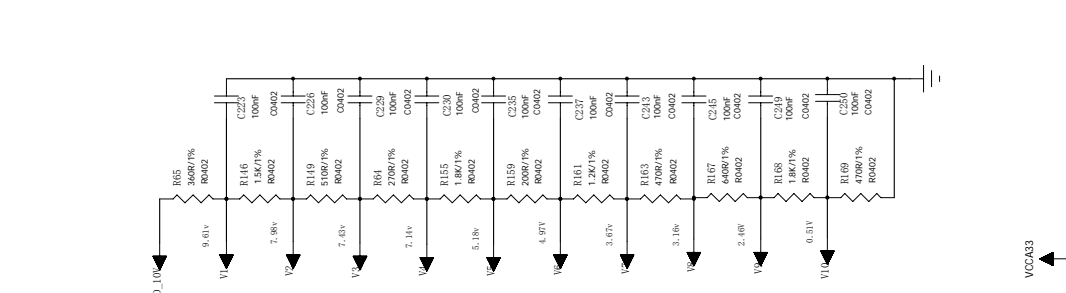 C223
100nF
C0402
C226
100nF
C0402
C229
100nF
C0402
C230
100nF
C0402
C235
100nF
C0402
C237
100nF
C0402
C243
100nF
C0402
C245
100nF
C0402
C249
100nF
C0402
C250
100nF
C0402
R65
360R/1%
R0402
R146
1.5K/1%
R0402
R149
510R/1%
R0402
R64
270R/1%
R0402
R155
1.8K/1%
R0402
R159
200R/1%
R0402
R161
1.2K/1%
R0402
R163
470R/1%
R0402
R167
640R/1%
R0402
R168
1.8K/1%
R0402
R169
470R/1%
R0402
9.61v
7.98v
7.43v
7.14v
5.18v
4.97V
3.67v
3.16v
2.46V
0.51V
V1
V2
V3
V4
V5
V6
V7
V8
V9
V10
VCCA33